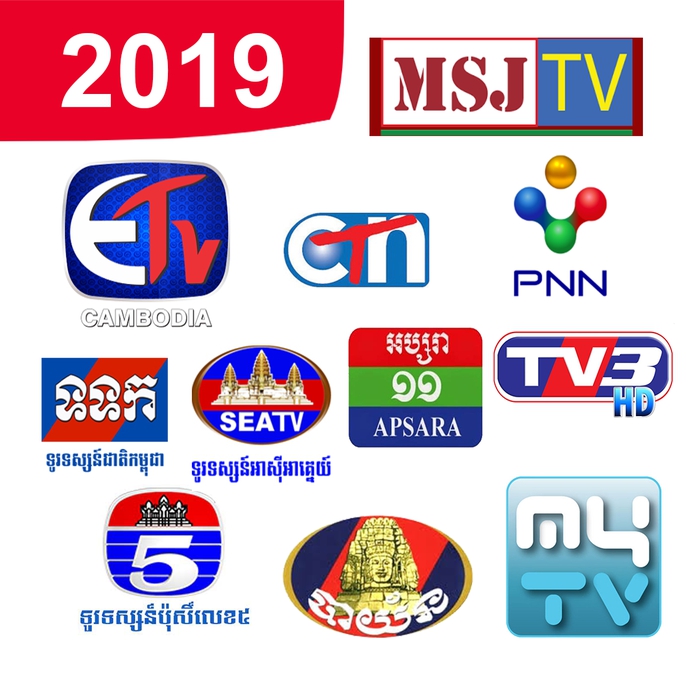 2019
MSJ TV
ETV
CAMBODIA
CTN
PNN
ទទក
ទូរទស្សន៍ជាតិកម្ពុជា
SEATV
ទូរទស្សន៍អាស៊ីអាគ្នេយ៍
អប្សរា
១១
APSARA
TV3
HD
5
ទូរទស្សន៍ប៉ុស្តិ៍លេខ៥
បាយ័ន
MY
TV